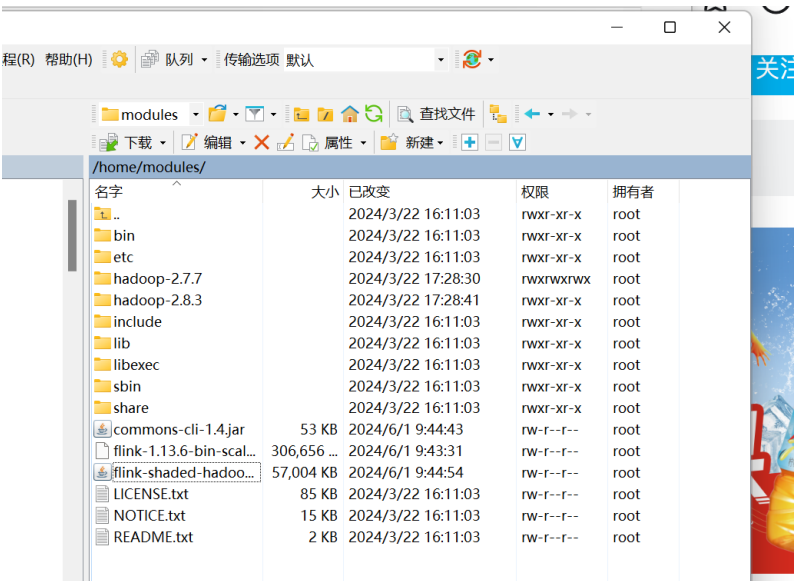 程(R) 帮助(H) 队列 传输选项 默认
关注
modules 查找文件
下载 编辑 属性 新建
/home/modules/
名字 大小 已改变 权限 拥有者
.. 2024/3/22 16:11:03 rwxr-xr-x root
bin 2024/3/22 16:11:03 rwxr-xr-x root
etc 2024/3/22 16:11:03 rwxr-xr-x root
hadoop-2.7.7 2024/3/22 17:28:30 rwxrwxrwx root
hadoop-2.8.3 2024/3/22 17:28:41 rwxr-xr-x root
include 2024/3/22 16:11:03 rwxr-xr-x root
lib 2024/3/22 16:11:03 rwxr-xr-x root
libexec 2024/3/22 16:11:03 rwxr-xr-x root
sbin 2024/3/22 16:11:03 rwxr-xr-x root
share 2024/3/22 16:11:03 rwxr-xr-x root
commons-cli-1.4.jar 53 KB 2024/6/1 9:44:43 rw-r--r-- root
flink-1.13.6-bin-scal... 306,656 ... 2024/6/1 9:43:31 rw-r--r-- root
flink-shaded-hadoo... 57,004 KB 2024/6/1 9:44:54 rw-r--r-- root
LICENSE.txt 85 KB 2024/3/22 16:11:03 rw-r--r-- root
NOTICE.txt 15 KB 2024/3/22 16:11:03 rw-r--r-- root
README.txt 2 KB 2024/3/22 16:11:03 rw-r--r-- root